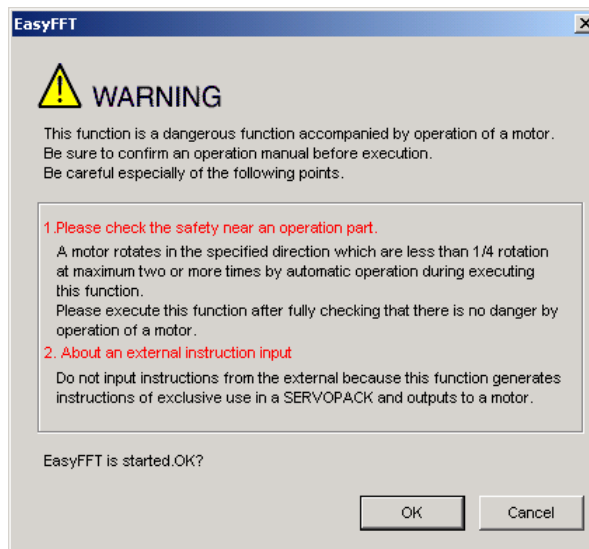 EasyFFT
WARNING
This function is a dangerous function accompanied by operation of a motor.
Be sure to confirm an operation manual before execution.
Be careful especially of the following points.
1.Please check the safety near an operation part.
A motor rotates in the specified direction which are less than 1/4 rotation
at maximum two or more times by automatic operation during executing
this function.
Please execute this function after fully checking that there is no danger by
operation of a motor.
2. About an external instruction input
Do not input instructions from the external because this function generates
instructions of exclusive use in a SERVOPACK and outputs to a motor.
EasyFFT is started.OK?
OK Cancel